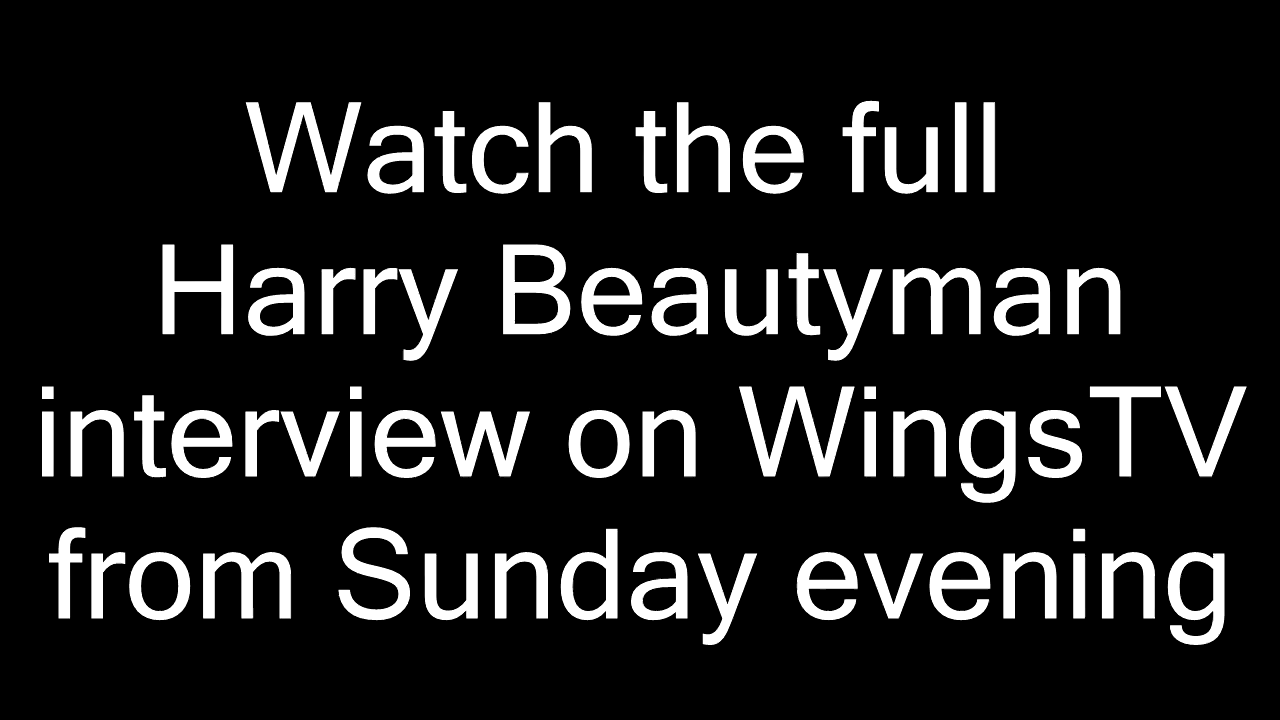 Watch the full
Harry Beautyman
interview on WingsTV
from Sunday evening